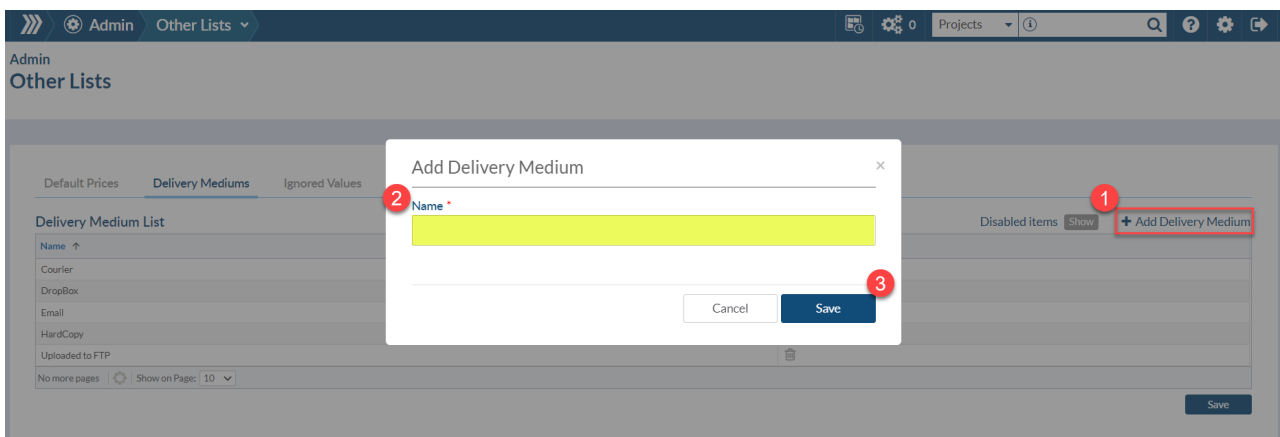 Admin Other Lists 0 Projects
Admin
Other Lists
Add Delivery Medium ×
Default Prices Delivery Mediums Ignored Values
1
2 Name *
Delivery Medium List Disabled items Show + Add Delivery Medium
Name ↑
Courier
DropBox
3
Email Cancel Save
HardCopy
Uploaded to FTP
No more pages Show on Page: 10
Save